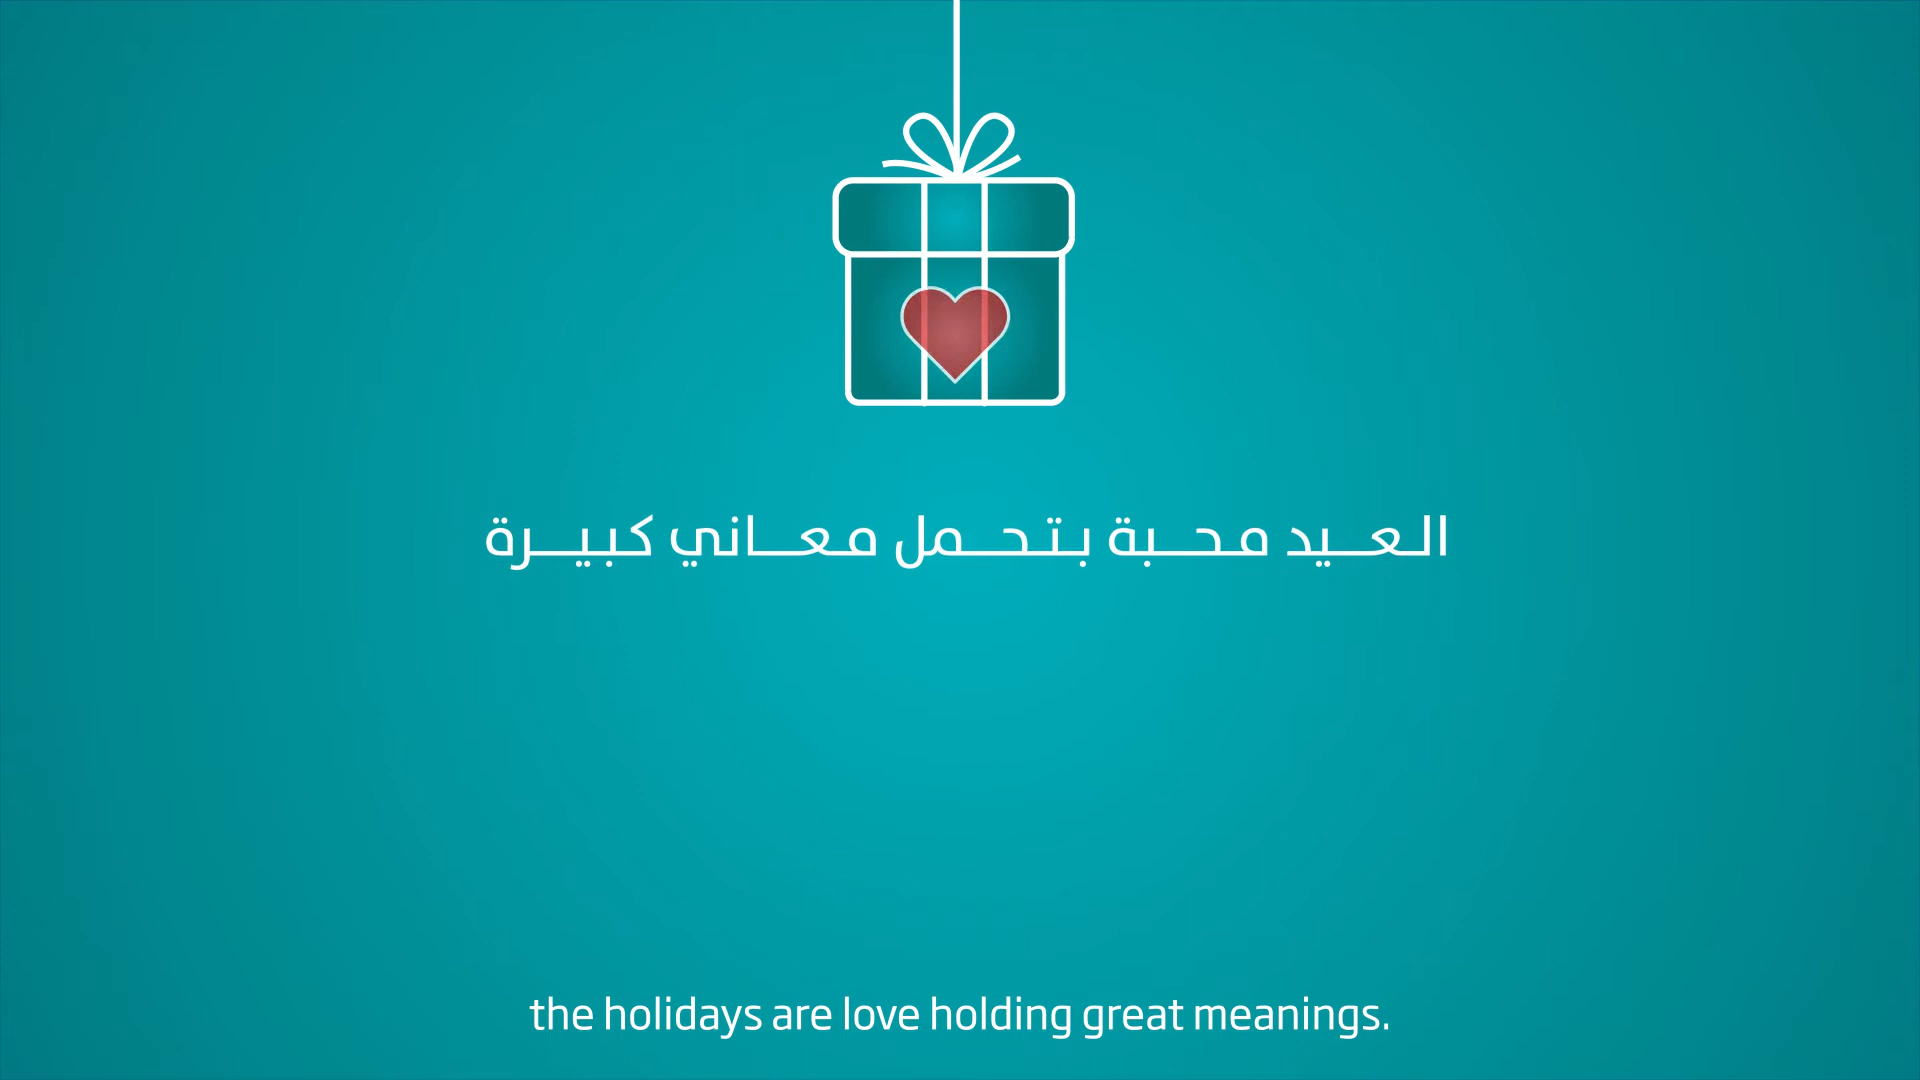 العيد محبة بتحمل معاني كبيرة
the holidays are love holding great meanings.